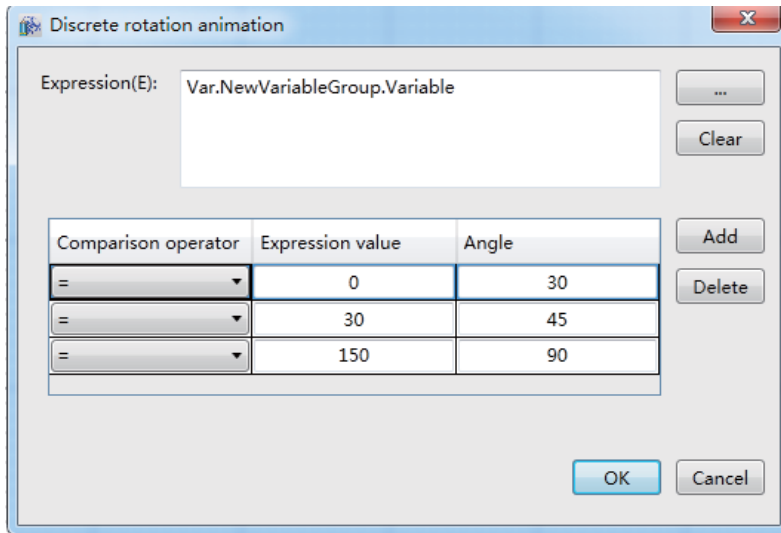 Discrete rotation animation
Expression(E):
Var.NewVariableGroup.Variable
...
Clear
Comparison operator Expression value Angle
= 0 30
= 30 45
= 150 90
Add
Delete
OK Cancel